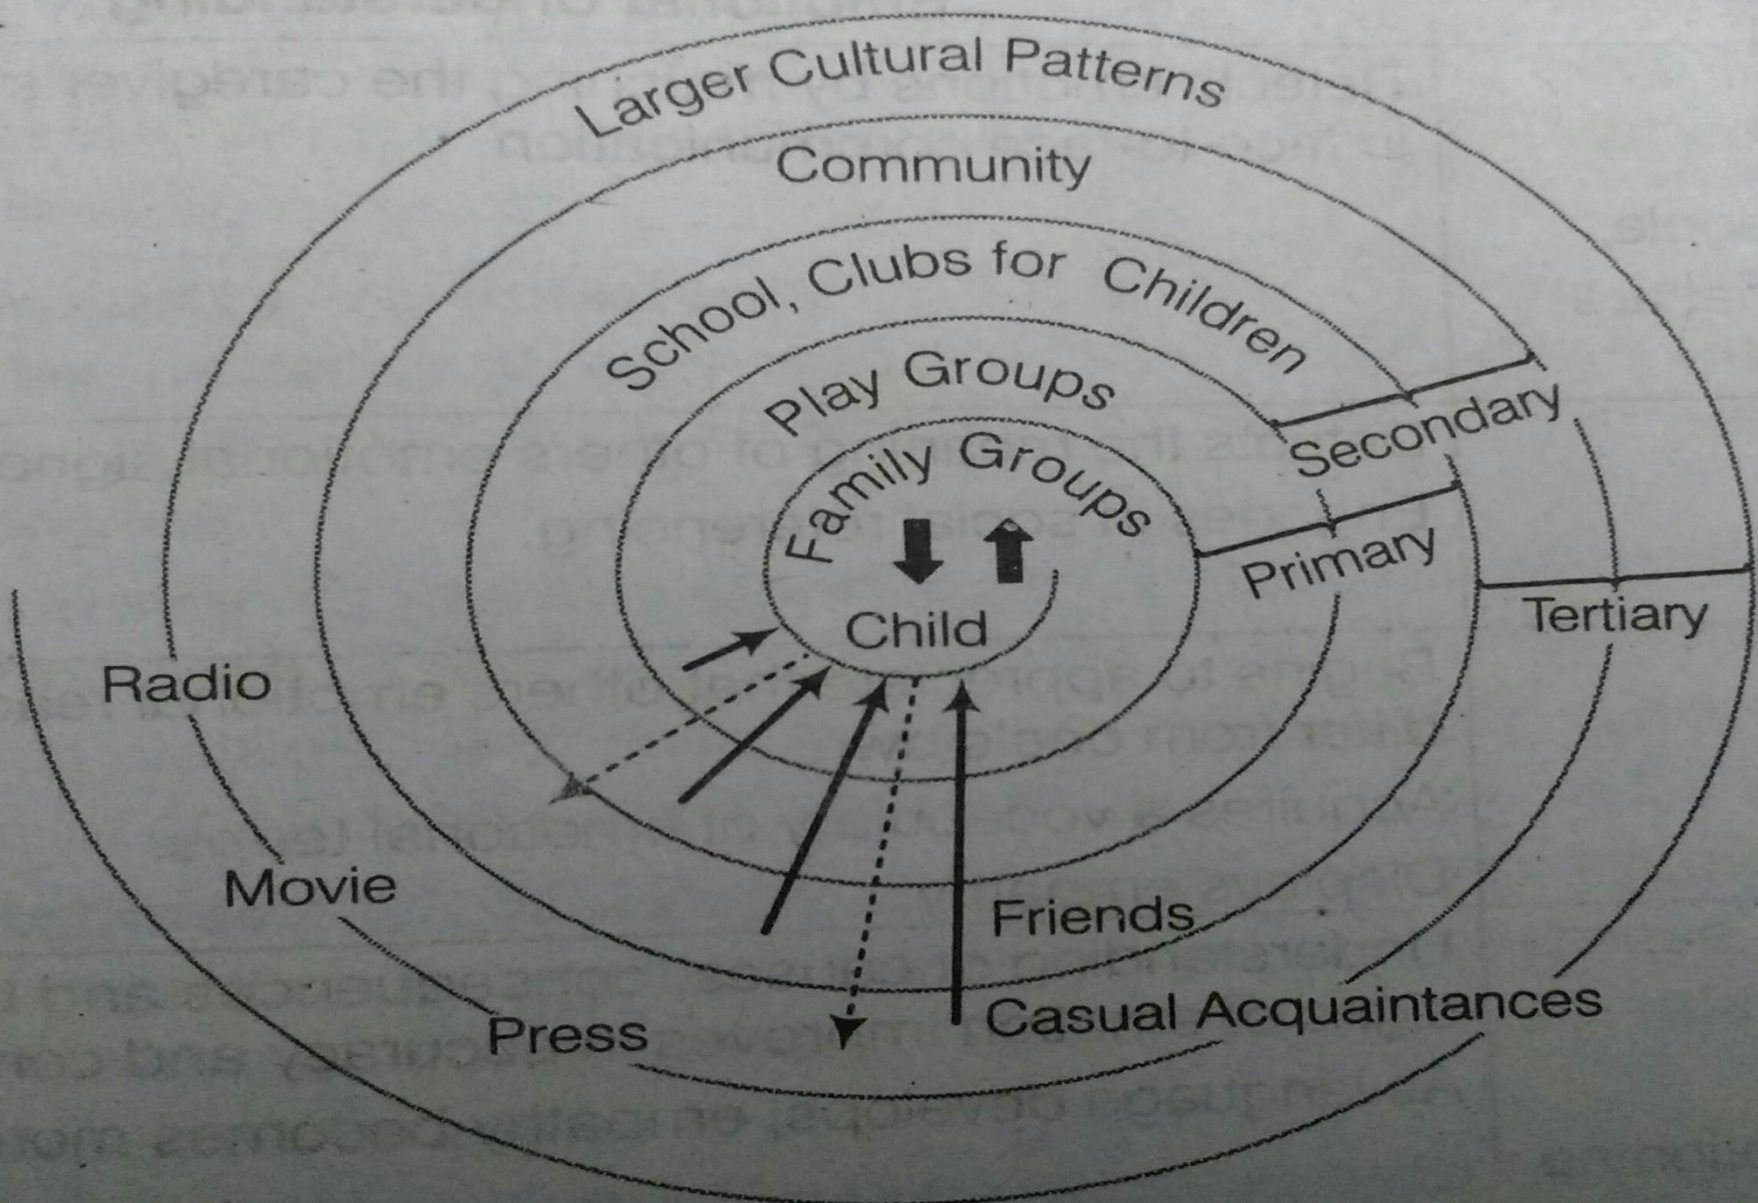 Larger Cultural Patterns
Community
School, Clubs for Children
Play Groups
Family Groups
Secondary
Primary
Child
Tertiary
Radio
Movie
Friends
Casual Acquaintances
Press